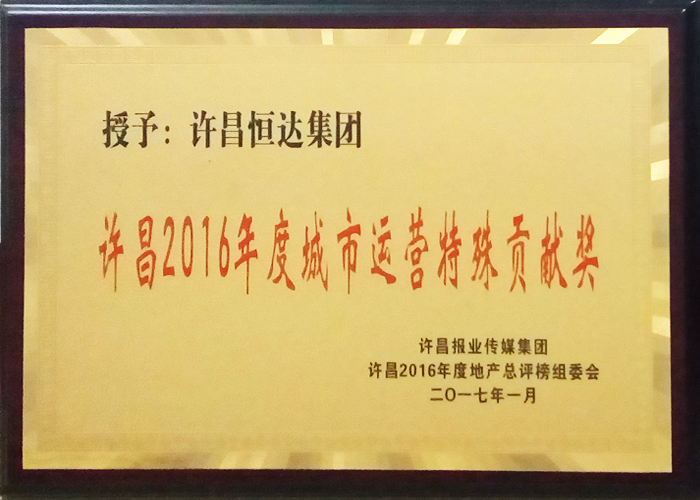 授予：许昌恒达集团
许昌2016年度城市运营特殊贡献奖
许昌报业传媒集团
许昌2016年度地产总评榜组委会
二〇一七年一月